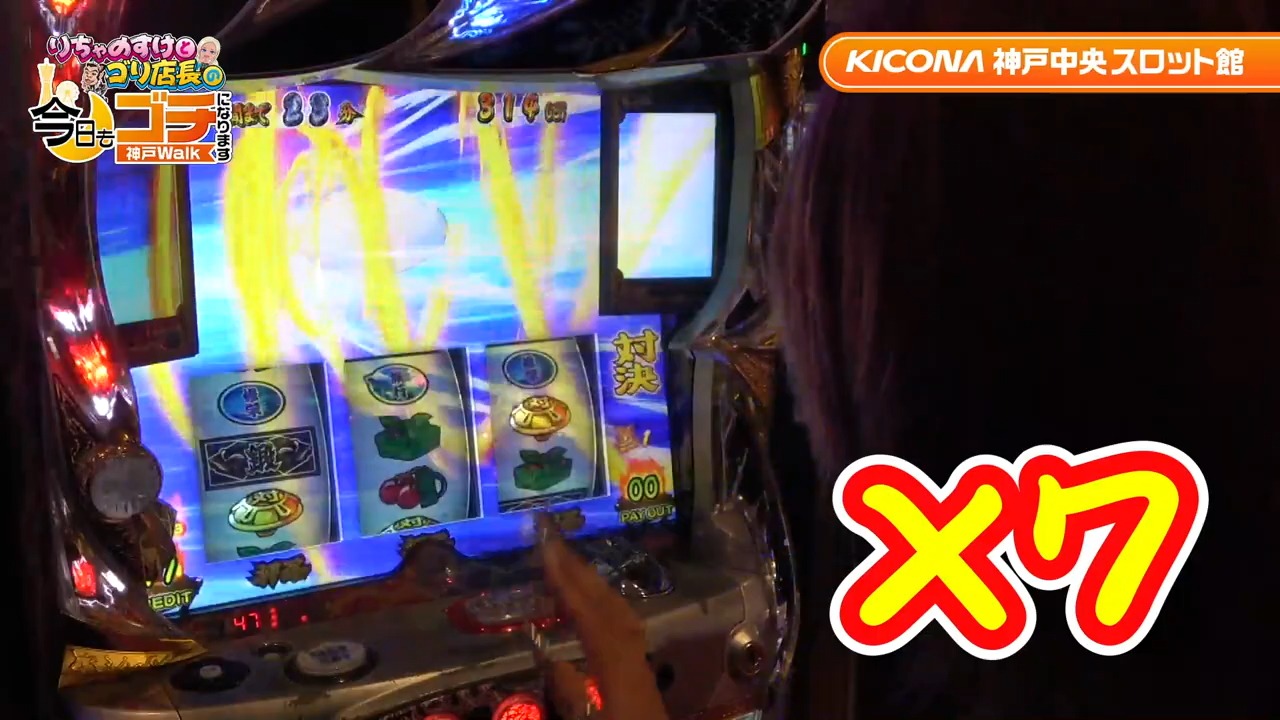 りちゃのすけと
ゴリ店長の
今日も
ゴチ
になります
神戸Walk
KICONA 神戸中央スロット館
23
314
対決
00
PAY OUT
EDIT
471
×7